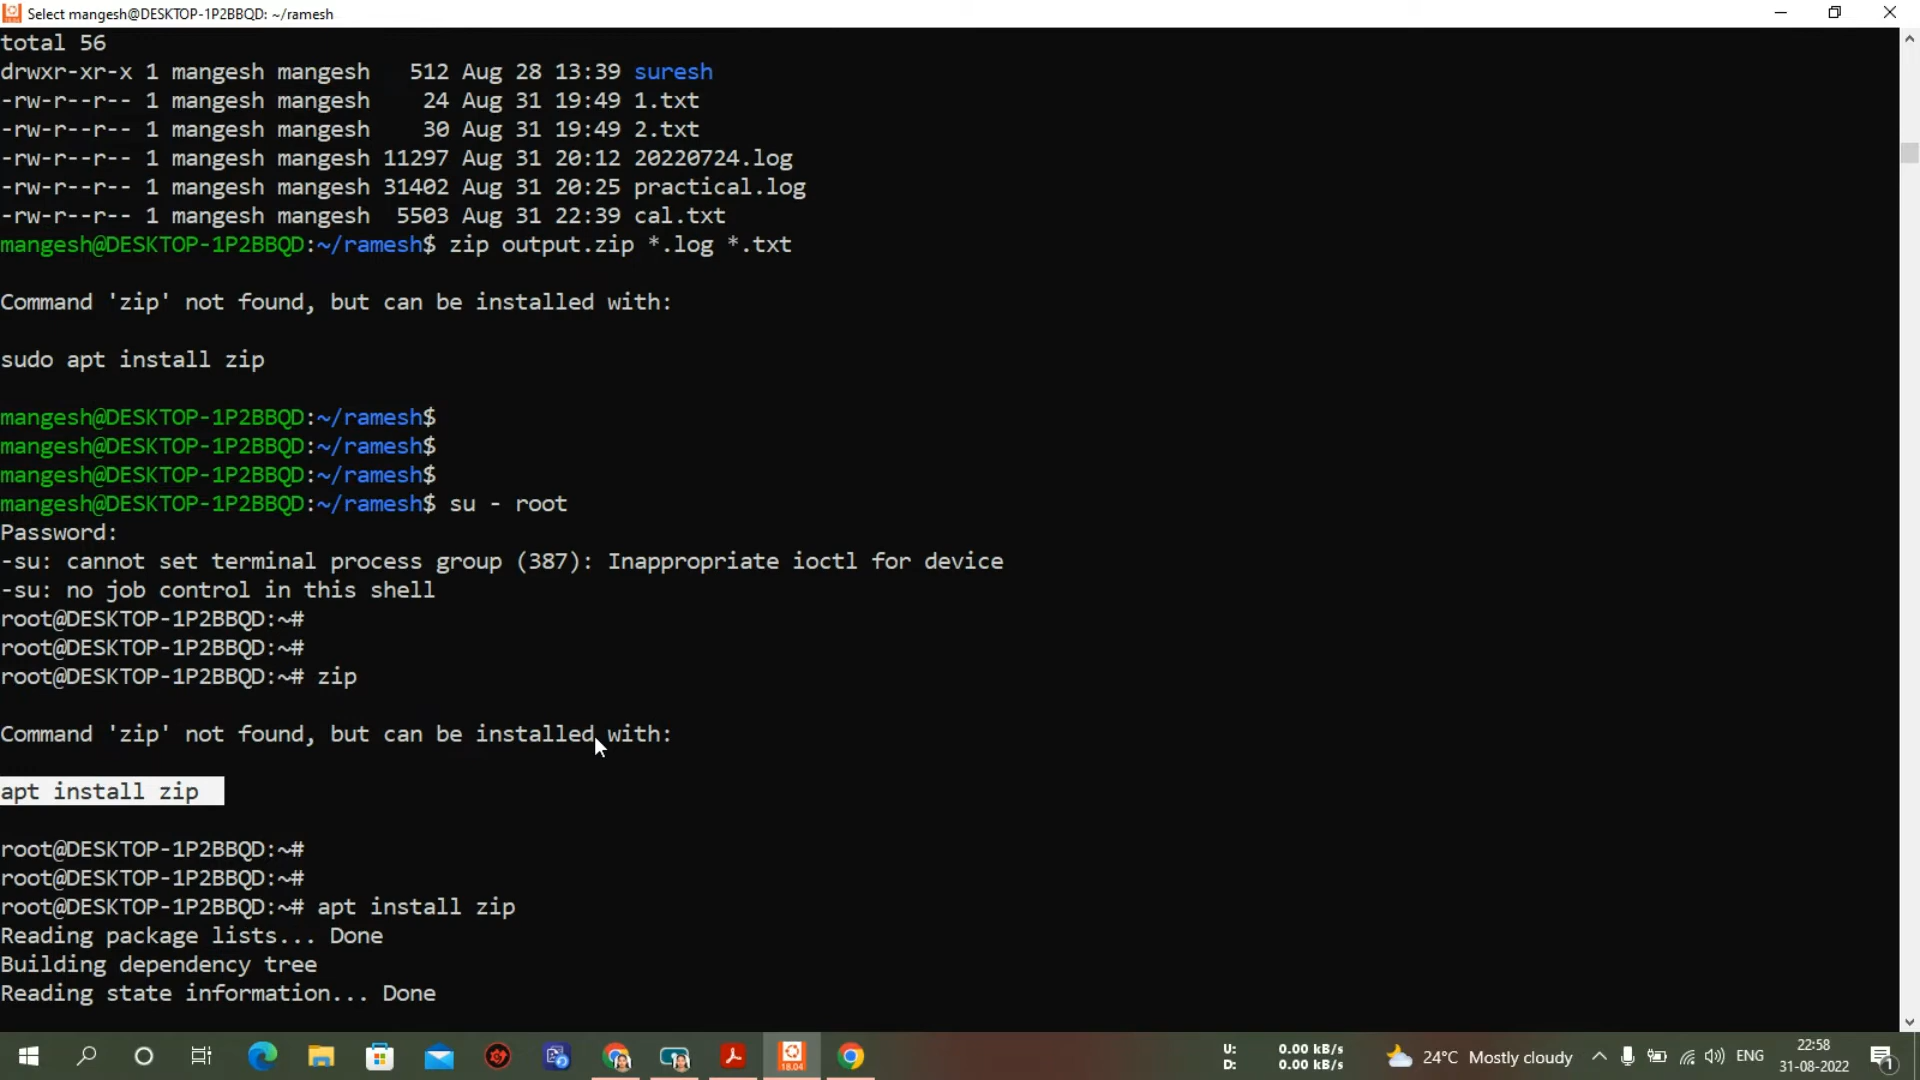 Select mangesh@DESKTOP-1P2BBQD: ~/ramesh
total 56
drwxr-xr-x 1 mangesh mangesh   512 Aug 28 13:39 suresh
-rw-r--r-- 1 mangesh mangesh    24 Aug 31 19:49 1.txt
-rw-r--r-- 1 mangesh mangesh    30 Aug 31 19:49 2.txt
-rw-r--r-- 1 mangesh mangesh 11297 Aug 31 20:12 20220724.log
-rw-r--r-- 1 mangesh mangesh 31402 Aug 31 20:25 practical.log
-rw-r--r-- 1 mangesh mangesh  5503 Aug 31 22:39 cal.txt
mangesh@DESKTOP-1P2BBQD:~/ramesh$ zip output.zip *.log *.txt
Command 'zip' not found, but can be installed with:
sudo apt install zip
mangesh@DESKTOP-1P2BBQD:~/ramesh$
mangesh@DESKTOP-1P2BBQD:~/ramesh$
mangesh@DESKTOP-1P2BBQD:~/ramesh$
mangesh@DESKTOP-1P2BBQD:~/ramesh$ su - root
Password:
-su: cannot set terminal process group (387): Inappropriate ioctl for device
-su: no job control in this shell
root@DESKTOP-1P2BBQD:~#
root@DESKTOP-1P2BBQD:~#
root@DESKTOP-1P2BBQD:~# zip
Command 'zip' not found, but can be installed with:
apt install zip
root@DESKTOP-1P2BBQD:~#
root@DESKTOP-1P2BBQD:~#
root@DESKTOP-1P2BBQD:~# apt install zip
Reading package lists... Done
Building dependency tree
Reading state information... Done
18.04
U: 0.00 kB/s
D: 0.00 kB/s
24°C Mostly cloudy
ENG
22:58
31-08-2022
1